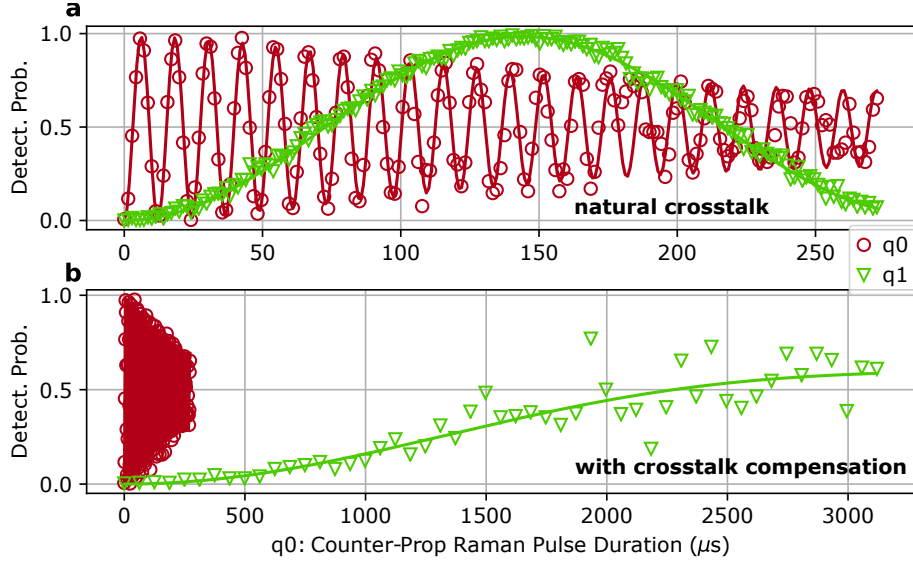 a
Detect. Prob.
1.0
0.5
0.0
natural crosstalk
0 50 100 150 200 250
q0
q1
b
Detect. Prob.
1.0
0.5
0.0
with crosstalk compensation
0 500 1000 1500 2000 2500 3000
q0: Counter-Prop Raman Pulse Duration (μs)